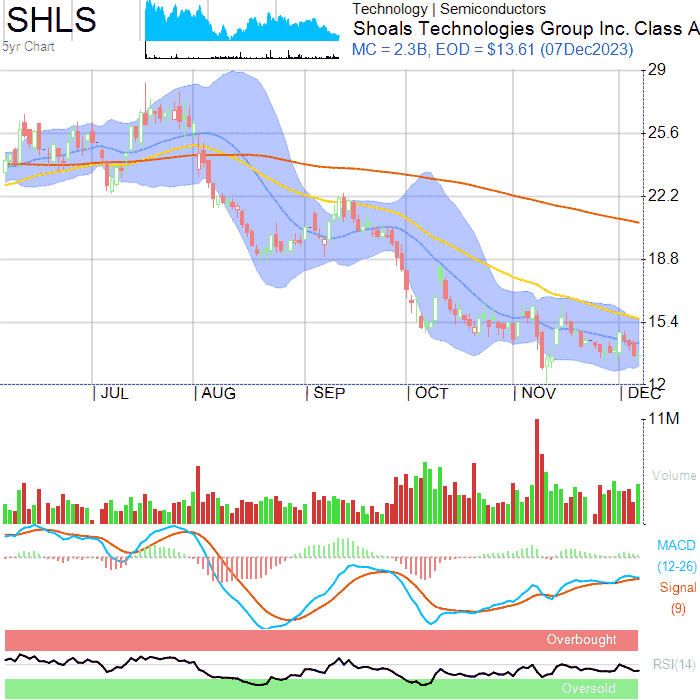 SHLS
Technology | Semiconductors
Shoals Technologies Group Inc. Class A
5yr Chart
MC = 2.3B, EOD = $13.61 (07Dec2023)
29
25.6
22.2
18.8
15.4
12
JUL AUG SEP OCT NOV DEC
11M
Volume
MACD
(12-26)
Signal
(9)
Overbought
RSI(14)
Oversold